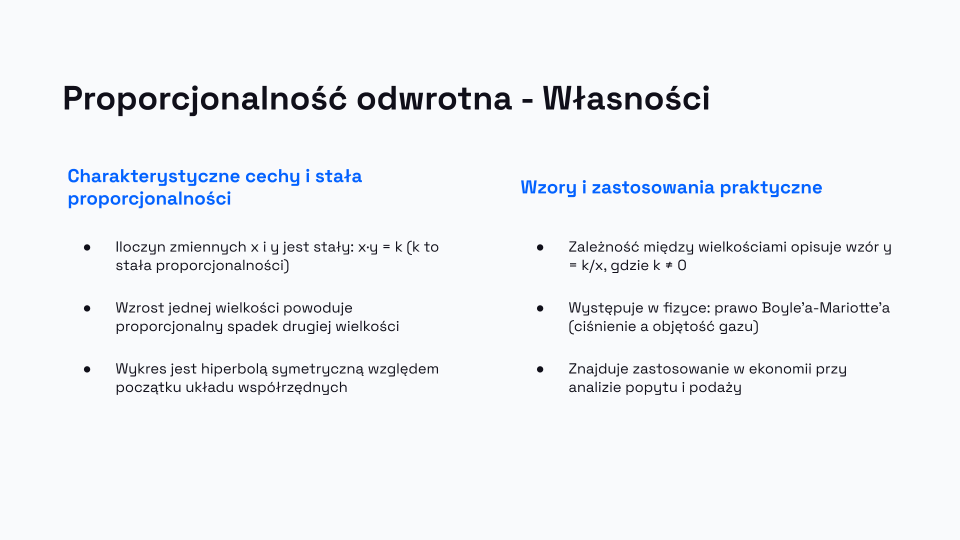 Proporcjonalność odwrotna - Własności
Charakterystyczne cechy i stała
proporcjonalności
● Iloczyn zmiennych x i y jest stały: x·y = k (k to
stała proporcjonalności)
● Wzrost jednej wielkości powoduje
proporcjonalny spadek drugiej wielkości
● Wykres jest hiperbolą symetryczną względem
początku układu współrzędnych
Wzory i zastosowania praktyczne
● Zależność między wielkościami opisuje wzór y
= k/x, gdzie k ≠ 0
● Występuje w fizyce: prawo Boyle'a-Mariotte'a
(ciśnienie a objętość gazu)
● Znajduje zastosowanie w ekonomii przy
analizie popytu i podaży